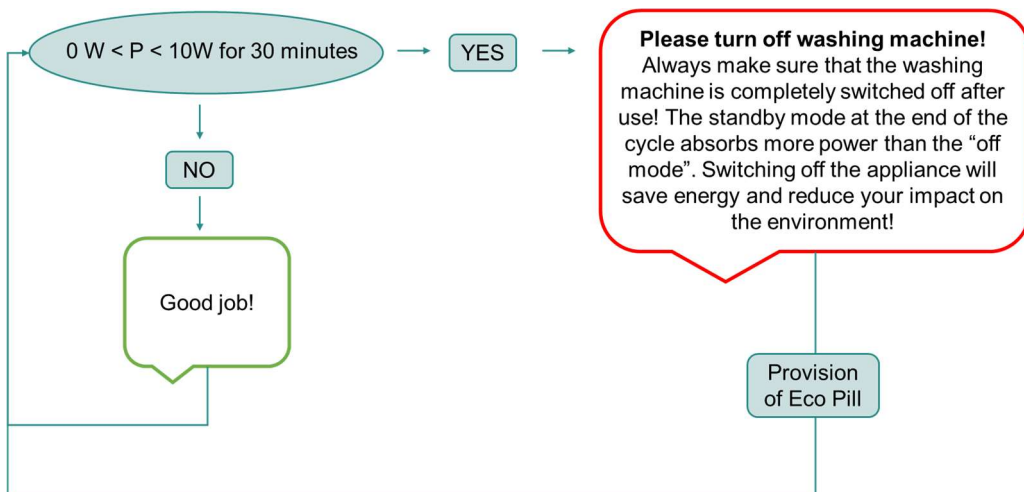 0 W < P < 10W for 30 minutes
YES
Please turn off washing machine!
Always make sure that the washing
machine is completely switched off after
use! The standby mode at the end of the
cycle absorbs more power than the “off
mode”. Switching off the appliance will
save energy and reduce your impact on
the environment!
NO
Good job!
Provision
of Eco Pill